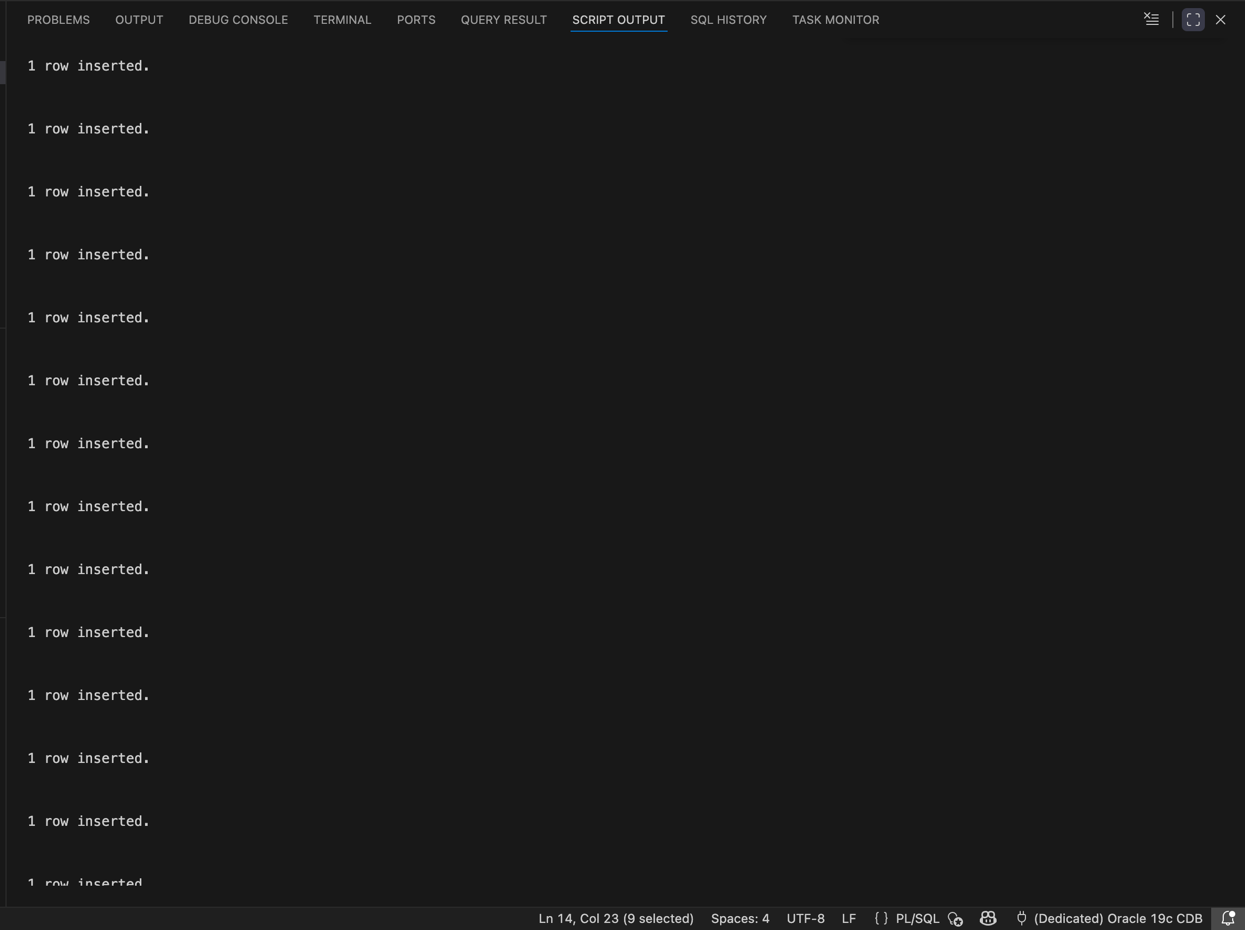 PROBLEMS OUTPUT DEBUG CONSOLE TERMINAL PORTS QUERY RESULT SCRIPT OUTPUT SQL HISTORY TASK MONITOR
1 row inserted.
1 row inserted.
1 row inserted.
1 row inserted.
1 row inserted.
1 row inserted.
1 row inserted.
1 row inserted.
1 row inserted.
1 row inserted.
1 row inserted.
1 row inserted.
1 row inserted.
1 row inserted
Ln 14, Col 23 (9 selected) Spaces: 4 UTF-8 LF {} PL/SQL (Dedicated) Oracle 19c CDB